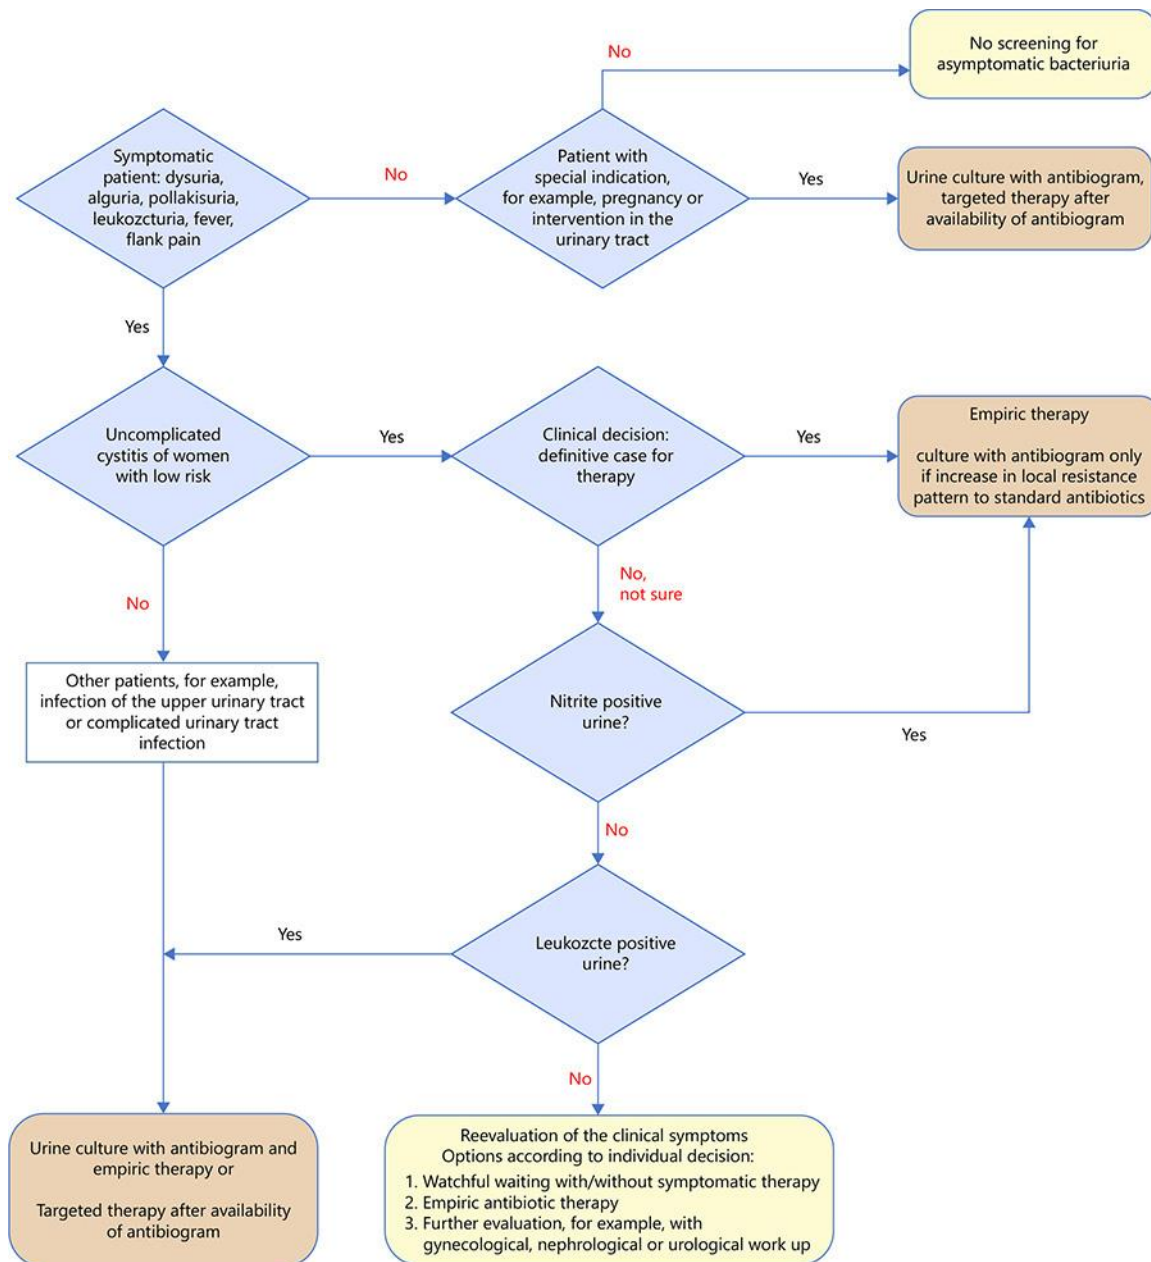 No
No screening for
asymptomatic bacteriuria
Symptomatic
patient: dysuria,
alguria, pollakisuria,
leukozcturia, fever,
flank pain
No
Patient with
special indication,
for example, pregnancy or
intervention in the
urinary tract
Yes
Urine culture with antibiogram,
targeted therapy after
availability of antibiogram
Yes
Uncomplicated
cystitis of women
with low risk
Yes
Clinical decision:
definitive case for
therapy
Yes
Empiric therapy
culture with antibiogram only
if increase in local resistance
pattern to standard antibiotics
No
No,
not sure
Other patients, for example,
infection of the upper urinary tract
or complicated urinary tract
infection
Nitrite positive
urine?
Yes
No
Yes
Leukozcte positive
urine?
No
Urine culture with antibiogram and
empiric therapy or
Targeted therapy after availability
of antibiogram
Reevaluation of the clinical symptoms
Options according to individual decision:
1. Watchful waiting with/without symptomatic therapy
2. Empiric antibiotic therapy
3. Further evaluation, for example, with
gynecological, nephrological or urological work up